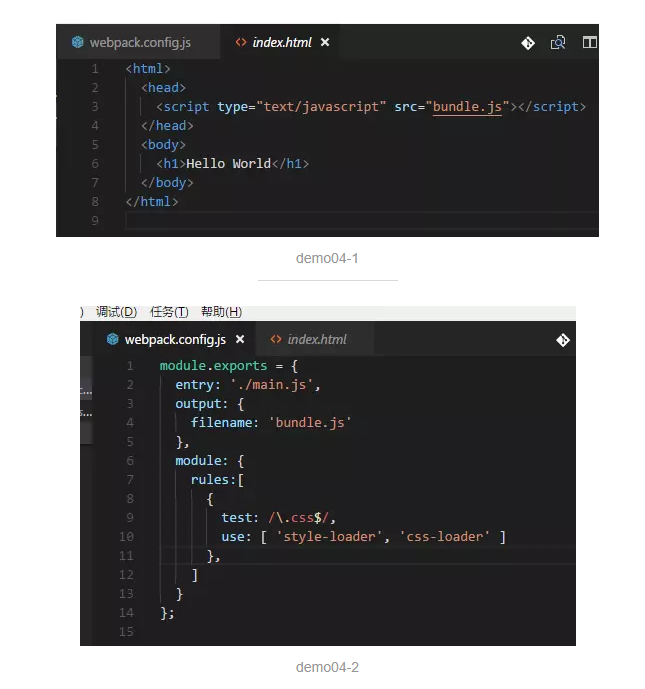 webpack.config.js index.html ×
1 <html>
2 <head>
3 <script type="text/javascript" src="bundle.js"></script>
4 </head>
5 <body>
6 <h1>Hello World</h1>
7 </body>
8 </html>
9
demo04-1
) 调试(D) 任务(T) 帮助(H)
webpack.config.js × index.html
1 module.exports = {
2 entry: './main.js',
3 output: {
4 filename: 'bundle.js'
5 },
6 module: {
7 rules:[
8 {
9 test: /\.css$/,
10 use: [ 'style-loader', 'css-loader' ]
11 },
12 ]
13 }
14 };
15
demo04-2